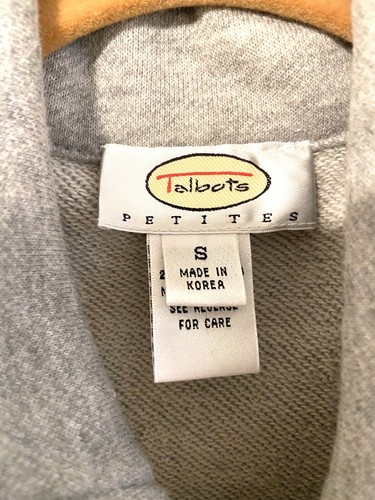 Talbots
PETITES
S
MADE IN
KOREA
SEE REVERSE
FOR CARE